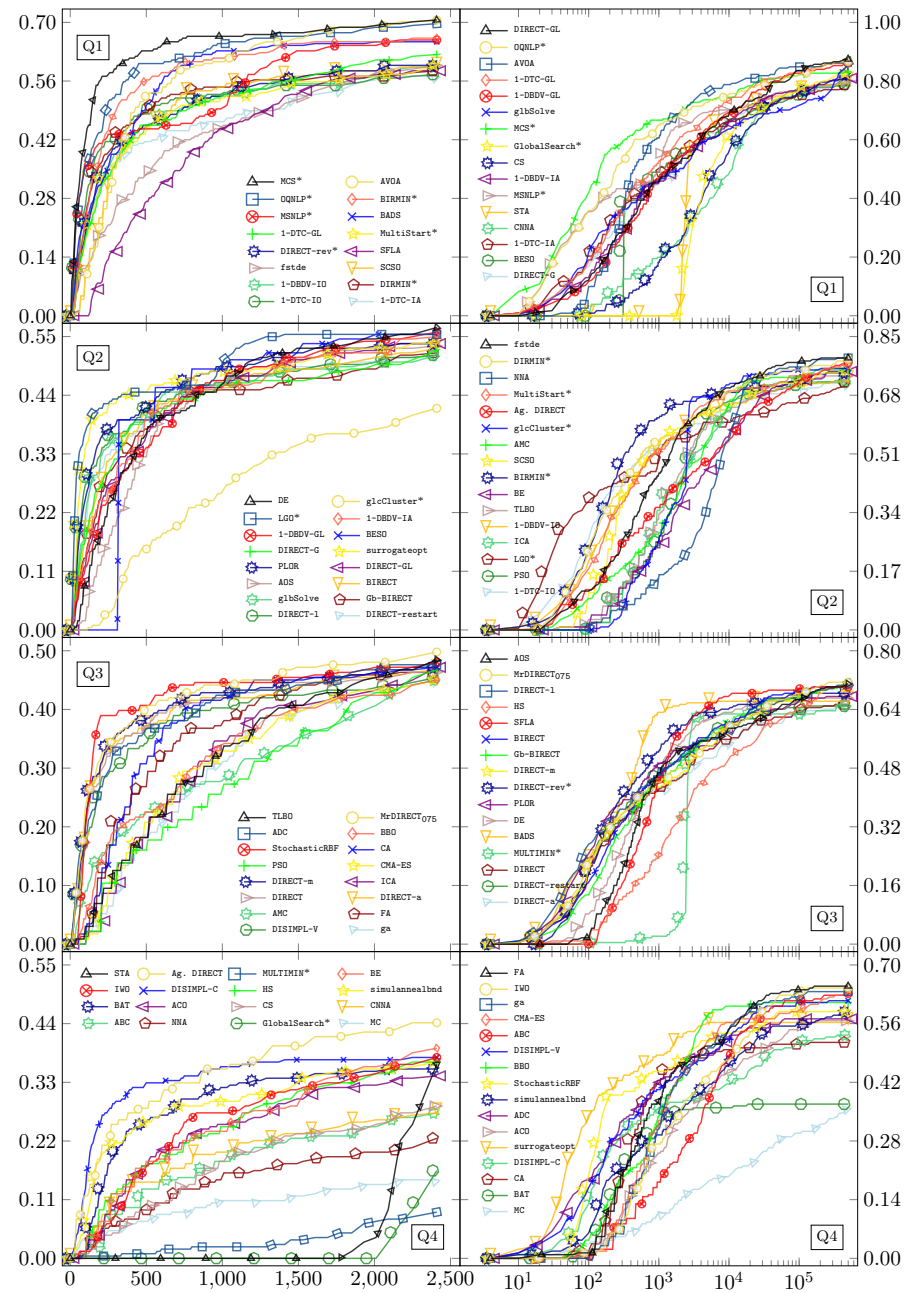 0.70
0.56
0.42
0.28
0.14
0.00
Q1
MCS*
OQNLP*
MSNLP*
1-DTC-GL
DIRECT-rev*
fstde
1-DBDV-IO
1-DTC-IO
AVOA
BIRMIN*
BADS
MultiStart*
SFLA
SCSO
DIRMIN*
1-DTC-IA
DIRECT-GL
OQNLP*
AVOA
1-DTC-GL
1-DBDV-GL
glbSolve
MCS*
GlobalSearch*
CS
1-DBDV-IA
MSNLP*
STA
CNNA
1-DTC-IA
BESO
DIRECT-G
Q1
1.00
0.80
0.60
0.40
0.20
0.00
0.55
0.44
0.33
0.22
0.11
0.00
Q2
DE
LGO*
1-DBDV-GL
DIRECT-G
PLOR
AOS
glbSolve
DIRECT-l
glcCluster*
1-DBDV-IA
BESO
surrogateopt
DIRECT-GL
BIRECT
Gb-BIRECT
DIRECT-restart
fstde
DIRMIN*
NNA
MultiStart*
Ag. DIRECT
glcCluster*
AMC
SCSO
BIRMIN*
BE
TLBO
1-DBDV-IO
ICA
LGO*
PSO
1-DTC-IO
Q2
0.85
0.68
0.51
0.34
0.17
0.00
0.50
0.40
0.30
0.20
0.10
0.00
Q3
TLBO
ADC
StochasticRBF
PSO
DIRECT-m
DIRECT
AMC
DISIMPL-V
MrDIRECT075
BBO
CA
CMA-ES
ICA
DIRECT-a
FA
ga
AOS
MrDIRECT075
DIRECT-l
HS
SFLA
BIRECT
Gb-BIRECT
DIRECT-m
DIRECT-rev*
PLOR
DE
BADS
MULTIMIN*
DIRECT
DIRECT-restart
DIRECT-a
Q3
0.80
0.64
0.48
0.32
0.16
0.00
0.55
0.44
0.33
0.22
0.11
0.00
STA
IWO
BAT
ABC
Ag. DIRECT
DISIMPL-C
ACO
NNA
MULTIMIN*
HS
CS
GlobalSearch*
BE
simulannealbnd
CNNA
MC
Q4
0 500 1,000 1,500 2,000 2,500
FA
IWO
ga
CMA-ES
ABC
DISIMPL-V
BBO
StochasticRBF
simulannealbnd
ADC
ACO
surrogateopt
DISIMPL-C
CA
BAT
MC
Q4
0.70
0.56
0.42
0.28
0.14
0.00
10^1 10^2 10^3 10^4 10^5